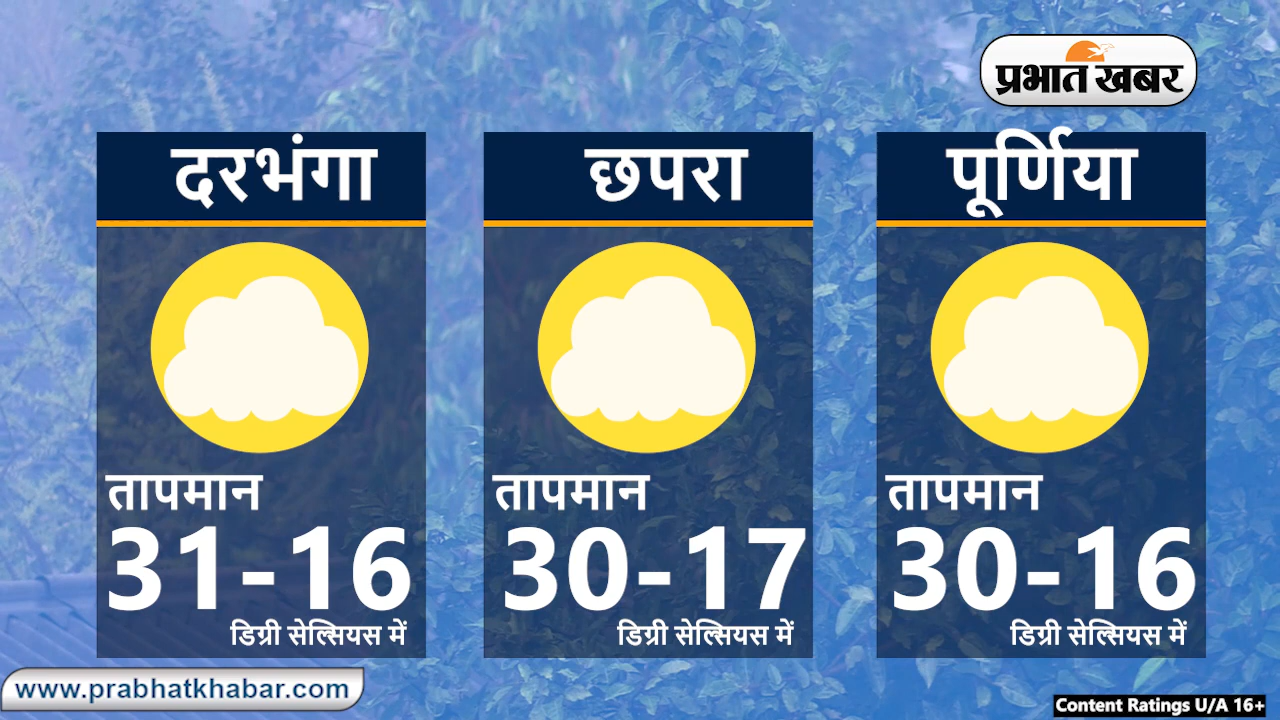 प्रभात खबर
दरभंगा
तापमान
31-16
डिग्री सेल्सियस में
छपरा
तापमान
30-17
डिग्री सेल्सियस में
पूर्णिया
तापमान
30-16
डिग्री सेल्सियस में
www.prabhatkhabar.com
Content Ratings U/A 16+